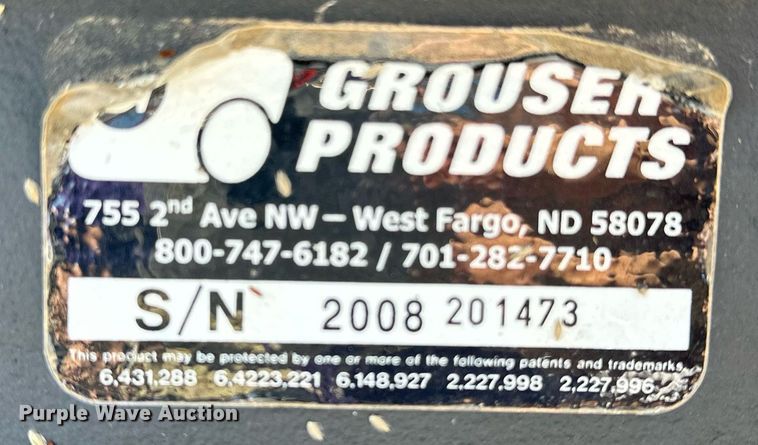 GROUSER
PRODUCTS
755 2nd Ave NW – West Fargo, ND 58078
800-747-6182 / 701-282-7710
S/N 2008 201473
This product may be protected by one or more of the following patents and trademarks
6,431,288 6,4223,221 6,148,927 2,227,998 2,227,996
Purple Wave Auction